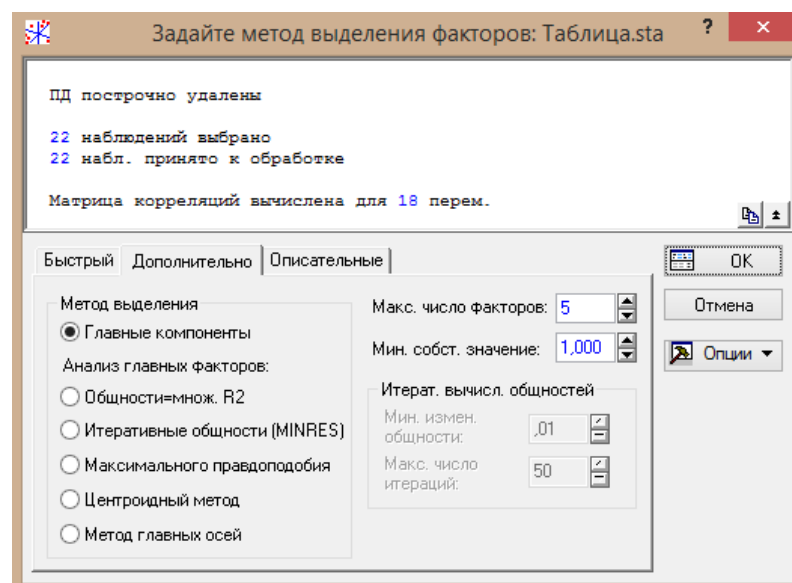 Задайте метод выделения факторов: Таблица.sta ? ×
ПД построчно удалены
22 наблюдений выбрано
22 набл. принято к обработке
Матрица корреляций вычислена для 18 перем.
Быстрый Дополнительно Описательные
Метод выделения
Главные компоненты
Анализ главных факторов:
Общности=множ. R2
Итеративные общности (MINRES)
Максимального правдоподобия
Центроидный метод
Метод главных осей
Макс. число факторов: 5
Мин. собст. значение: 1,000
Итерат. вычисл. общностей
Мин. измен.
общности: ,01
Макс. число
итераций: 50
OK
Отмена
Опции